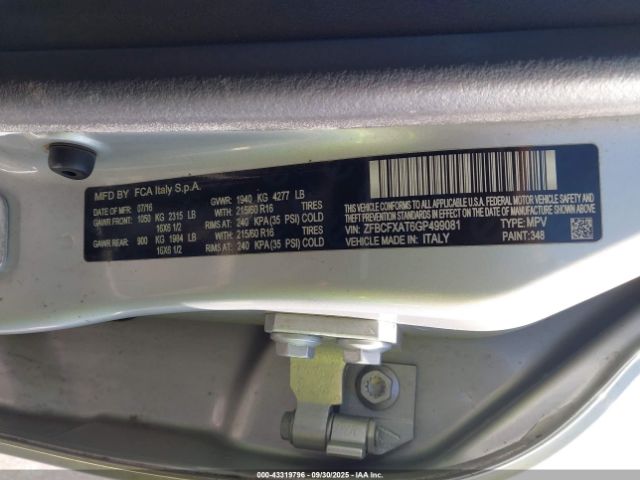 MFD BY FCA Italy S.p.A.
DATE OF MFD: 07/16 GVWR: 1940 KG 4277 LB
GAWR FRONT: 1050 KG 2315 LB WITH: 215/60 R16 TIRES
16X6 1/2 RIMS AT: 240 KPA (35 PSI) COLD
GAWR REAR: 900 KG 1984 LB WITH: 215/60 R16 TIRES
16X6 1/2 RIMS AT: 240 KPA (35 PSI) COLD
THIS VEHICLE CONFORMS TO ALL APPLICABLE U.S.A. FEDERAL MOTOR VEHICLE SAFETY
AND THEFT PREVENTION STANDARDS IN EFFECT ON THE DATE OF MANUFACTURE SHOWN ABOVE.
VIN: ZFBCFXAT6GP499081 TYPE: MPV
VEHICLE MADE IN: ITALY PAINT: 348
000-43319796 - 09/30/2025 - IAA